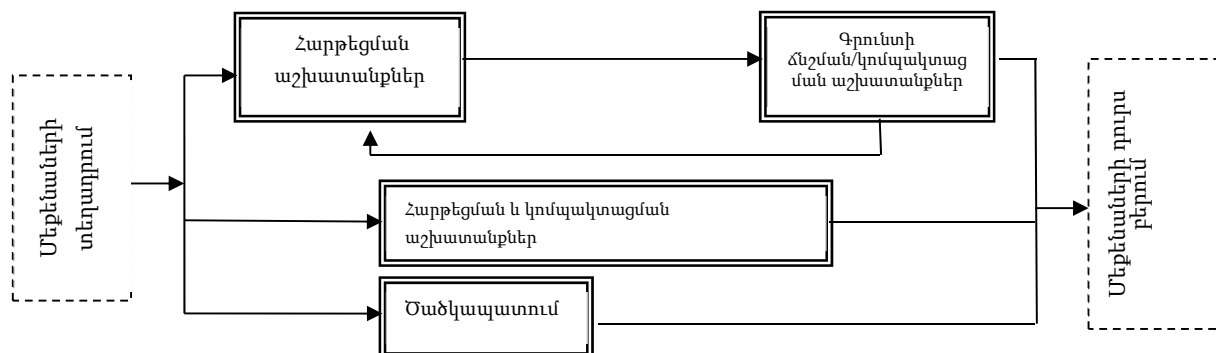 Մեքենաների
տեղադրում
Հարթեցման
աշխատանքներ
Գրունտի
ճնշման/կոմպակտաց
ման աշխատանքներ
Հարթեցման և կոմպակտացման
աշխատանքներ
Ծածկապատում
Մեքենաների դուրս
բերում